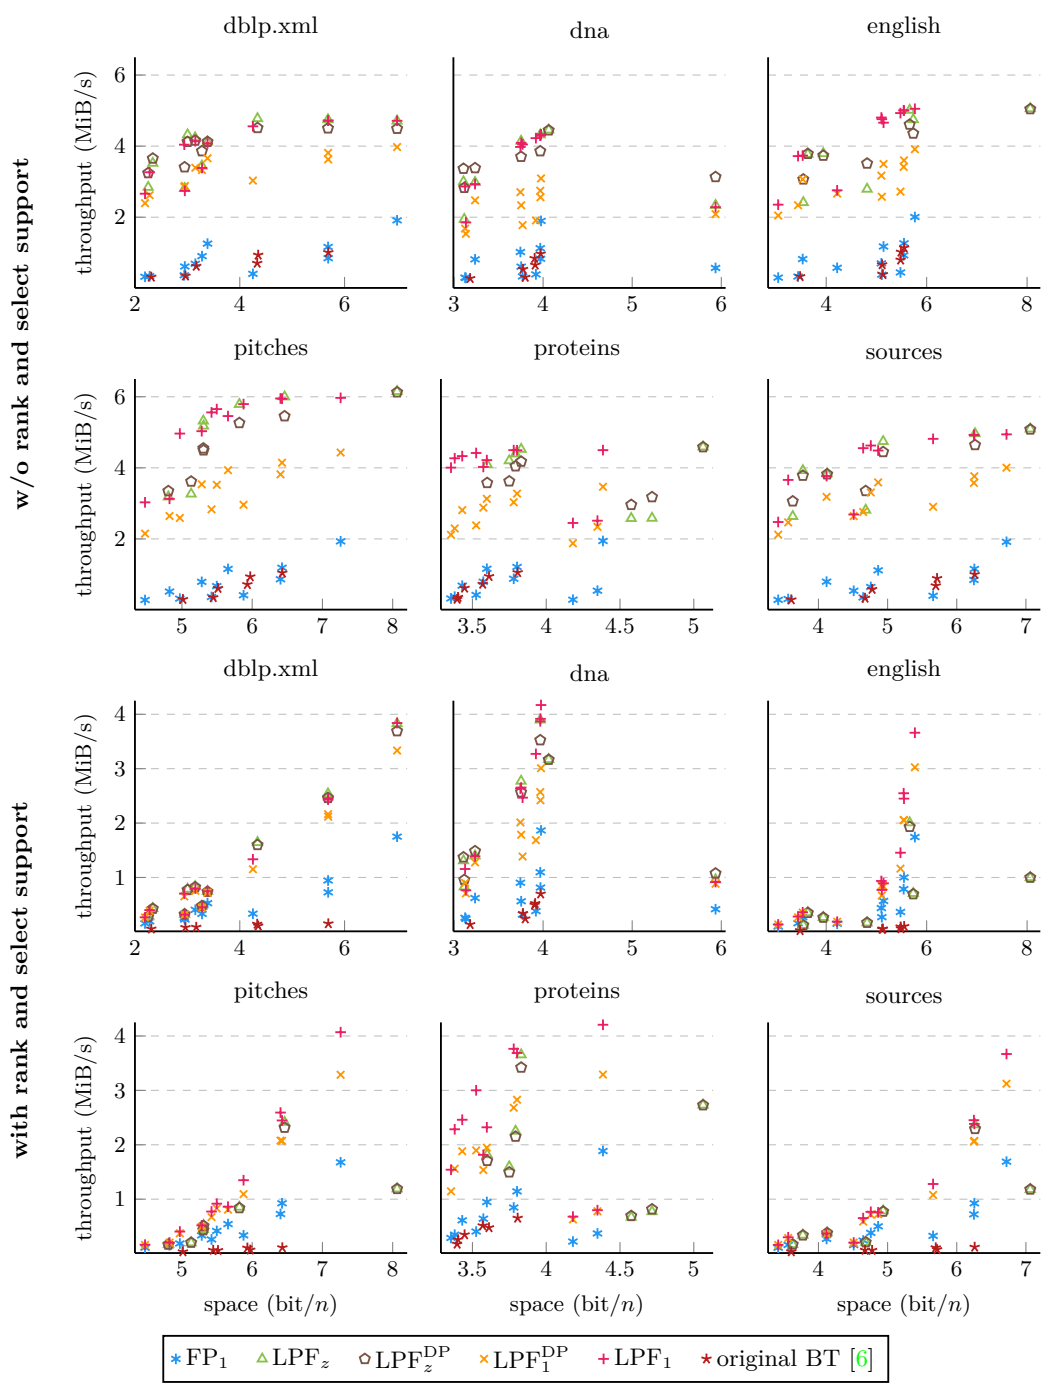 dblp.xml dna english
6
4
2
throughput (MiB/s)
2 4 6 3 4 5 6 4 6 8
w/o rank and select support
pitches proteins sources
6
4
2
throughput (MiB/s)
5 6 7 8 3.5 4 4.5 5 4 5 6 7
dblp.xml dna english
4
3
2
1
throughput (MiB/s)
2 4 6 3 4 5 6 4 6 8
with rank and select support
pitches proteins sources
4
3
2
1
throughput (MiB/s)
5 6 7 8 3.5 4 4.5 5 4 5 6 7
space (bit/n) space (bit/n) space (bit/n)
FP₁ LPF_z LPF_z^DP LPF₁^DP LPF₁ original BT [6]